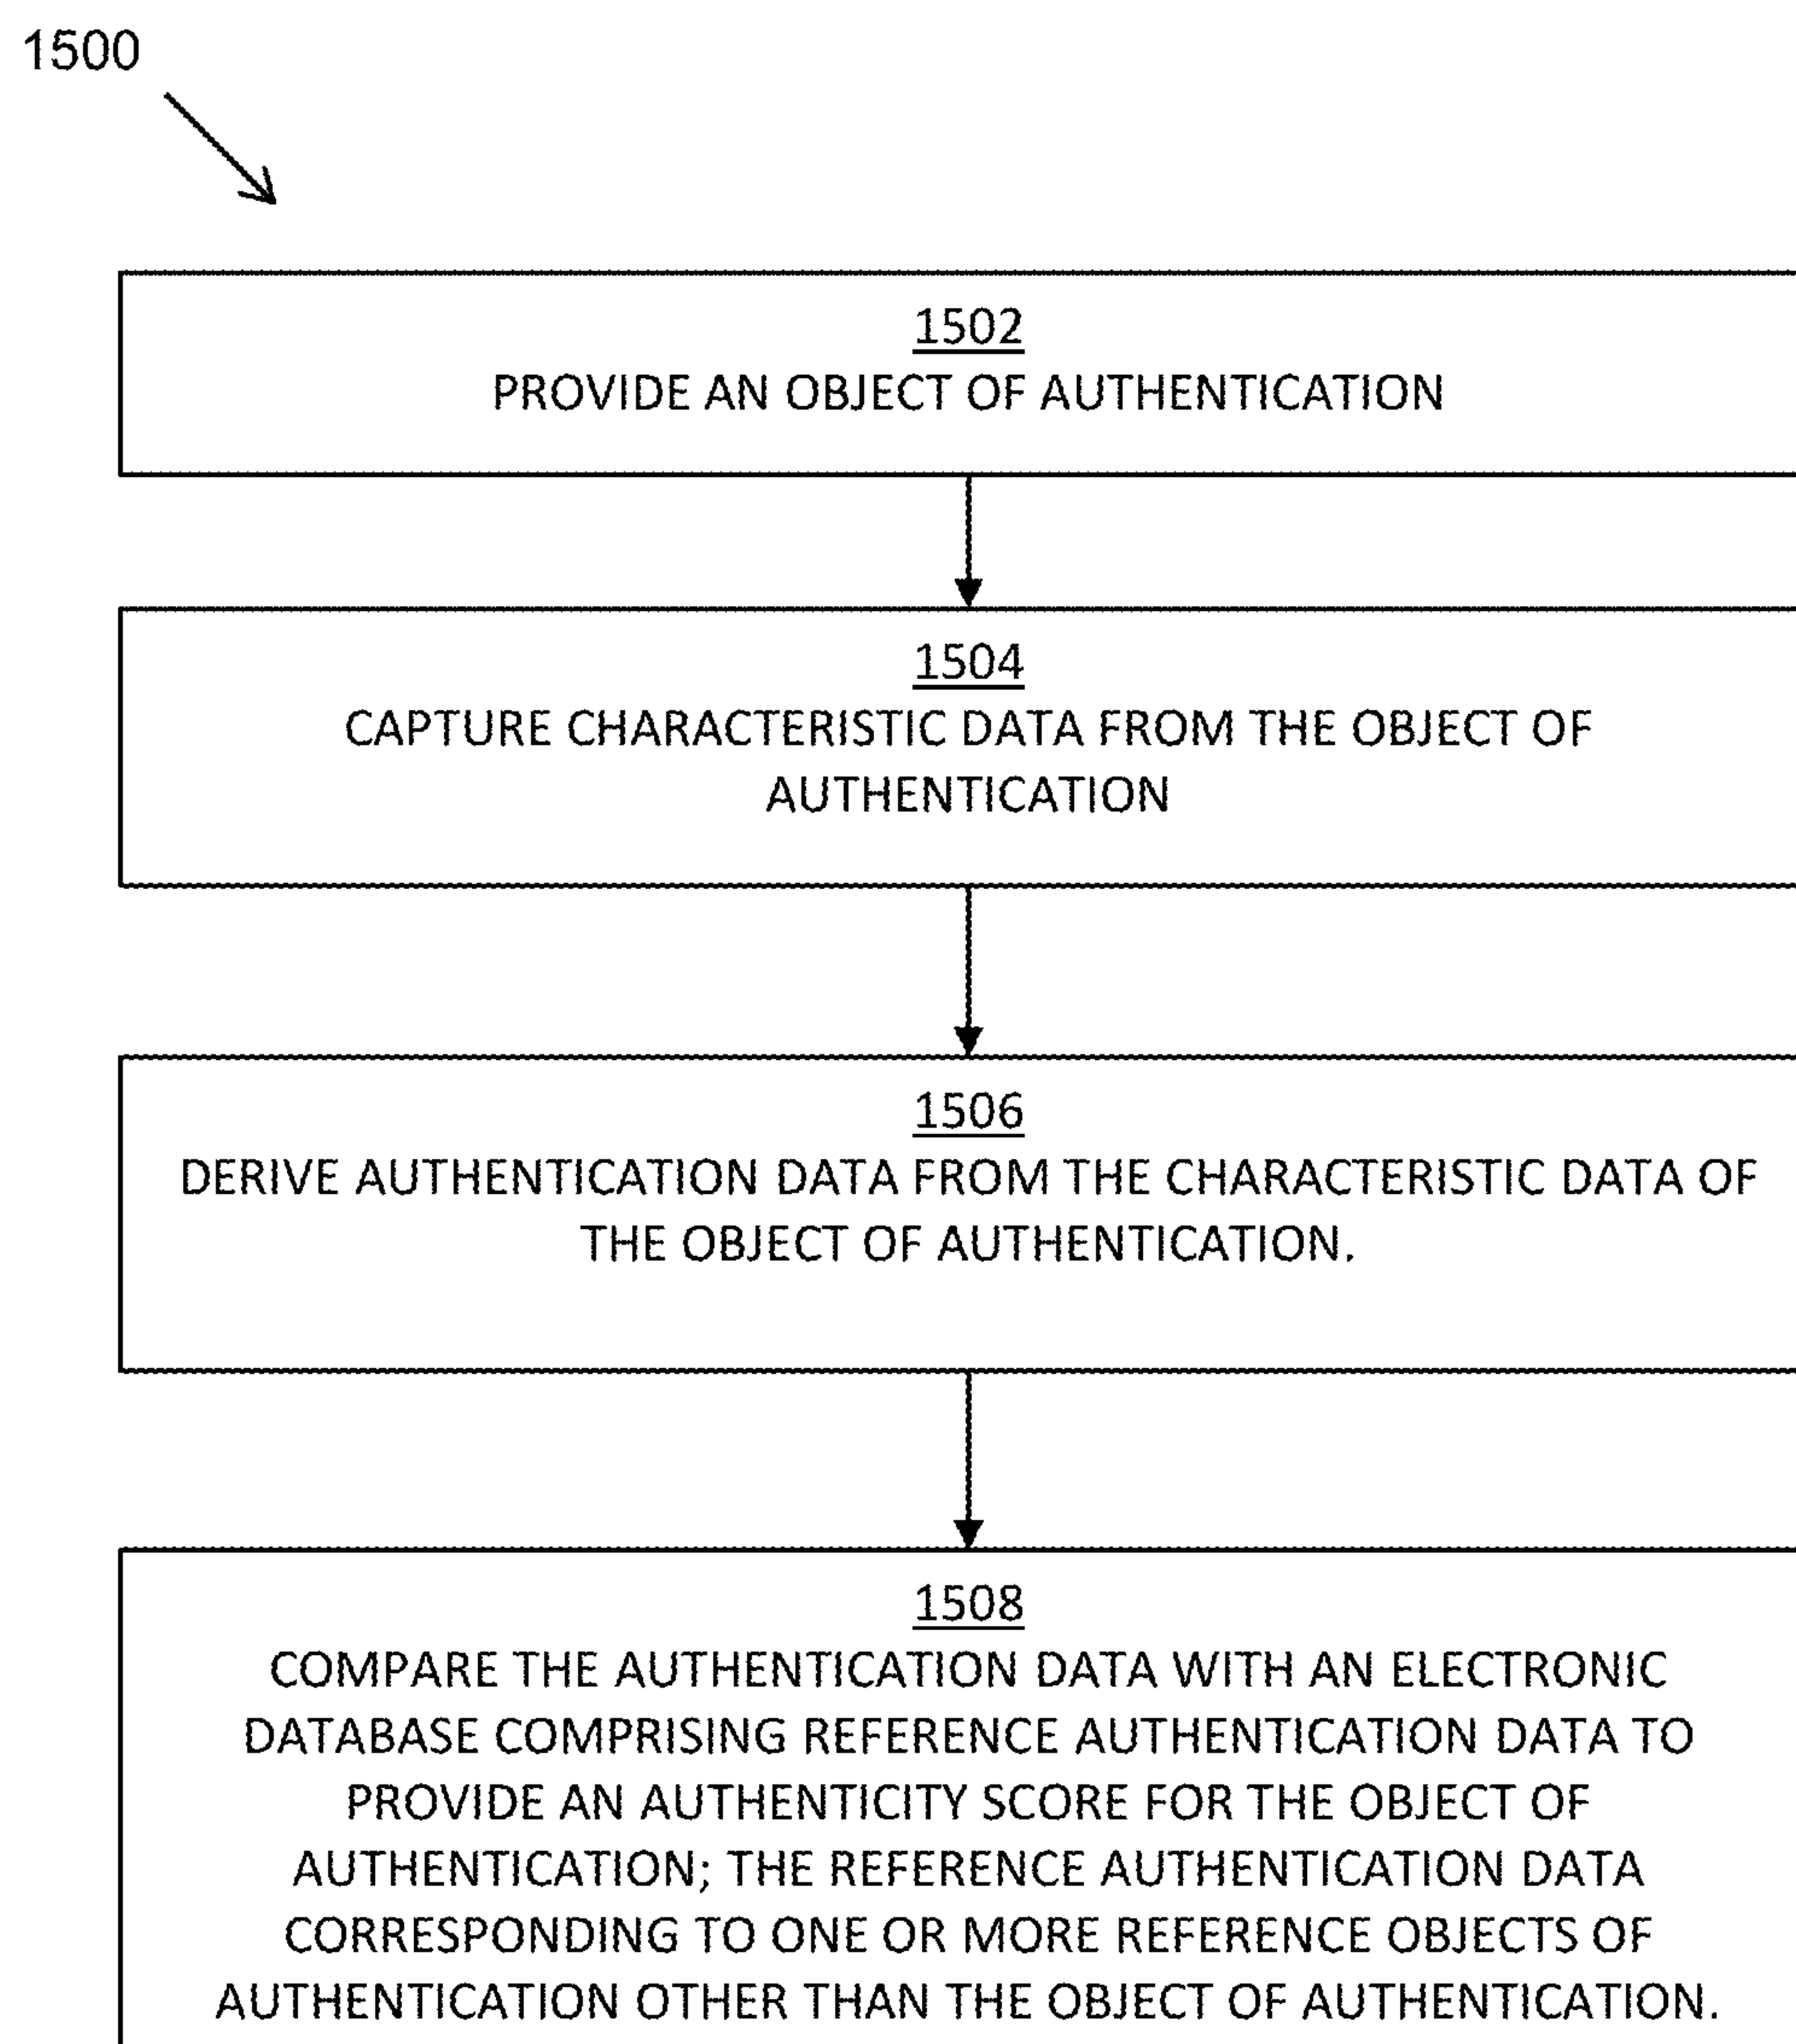 1500
1502
PROVIDE AN OBJECT OF AUTHENTICATION
1504
CAPTURE CHARACTERISTIC DATA FROM THE OBJECT OF
AUTHENTICATION
1506
DERIVE AUTHENTICATION DATA FROM THE CHARACTERISTIC DATA OF
THE OBJECT OF AUTHENTICATION.
1508
COMPARE THE AUTHENTICATION DATA WITH AN ELECTRONIC
DATABASE COMPRISING REFERENCE AUTHENTICATION DATA TO
PROVIDE AN AUTHENTICITY SCORE FOR THE OBJECT OF
AUTHENTICATION; THE REFERENCE AUTHENTICATION DATA
CORRESPONDING TO ONE OR MORE REFERENCE OBJECTS OF
AUTHENTICATION OTHER THAN THE OBJECT OF AUTHENTICATION.